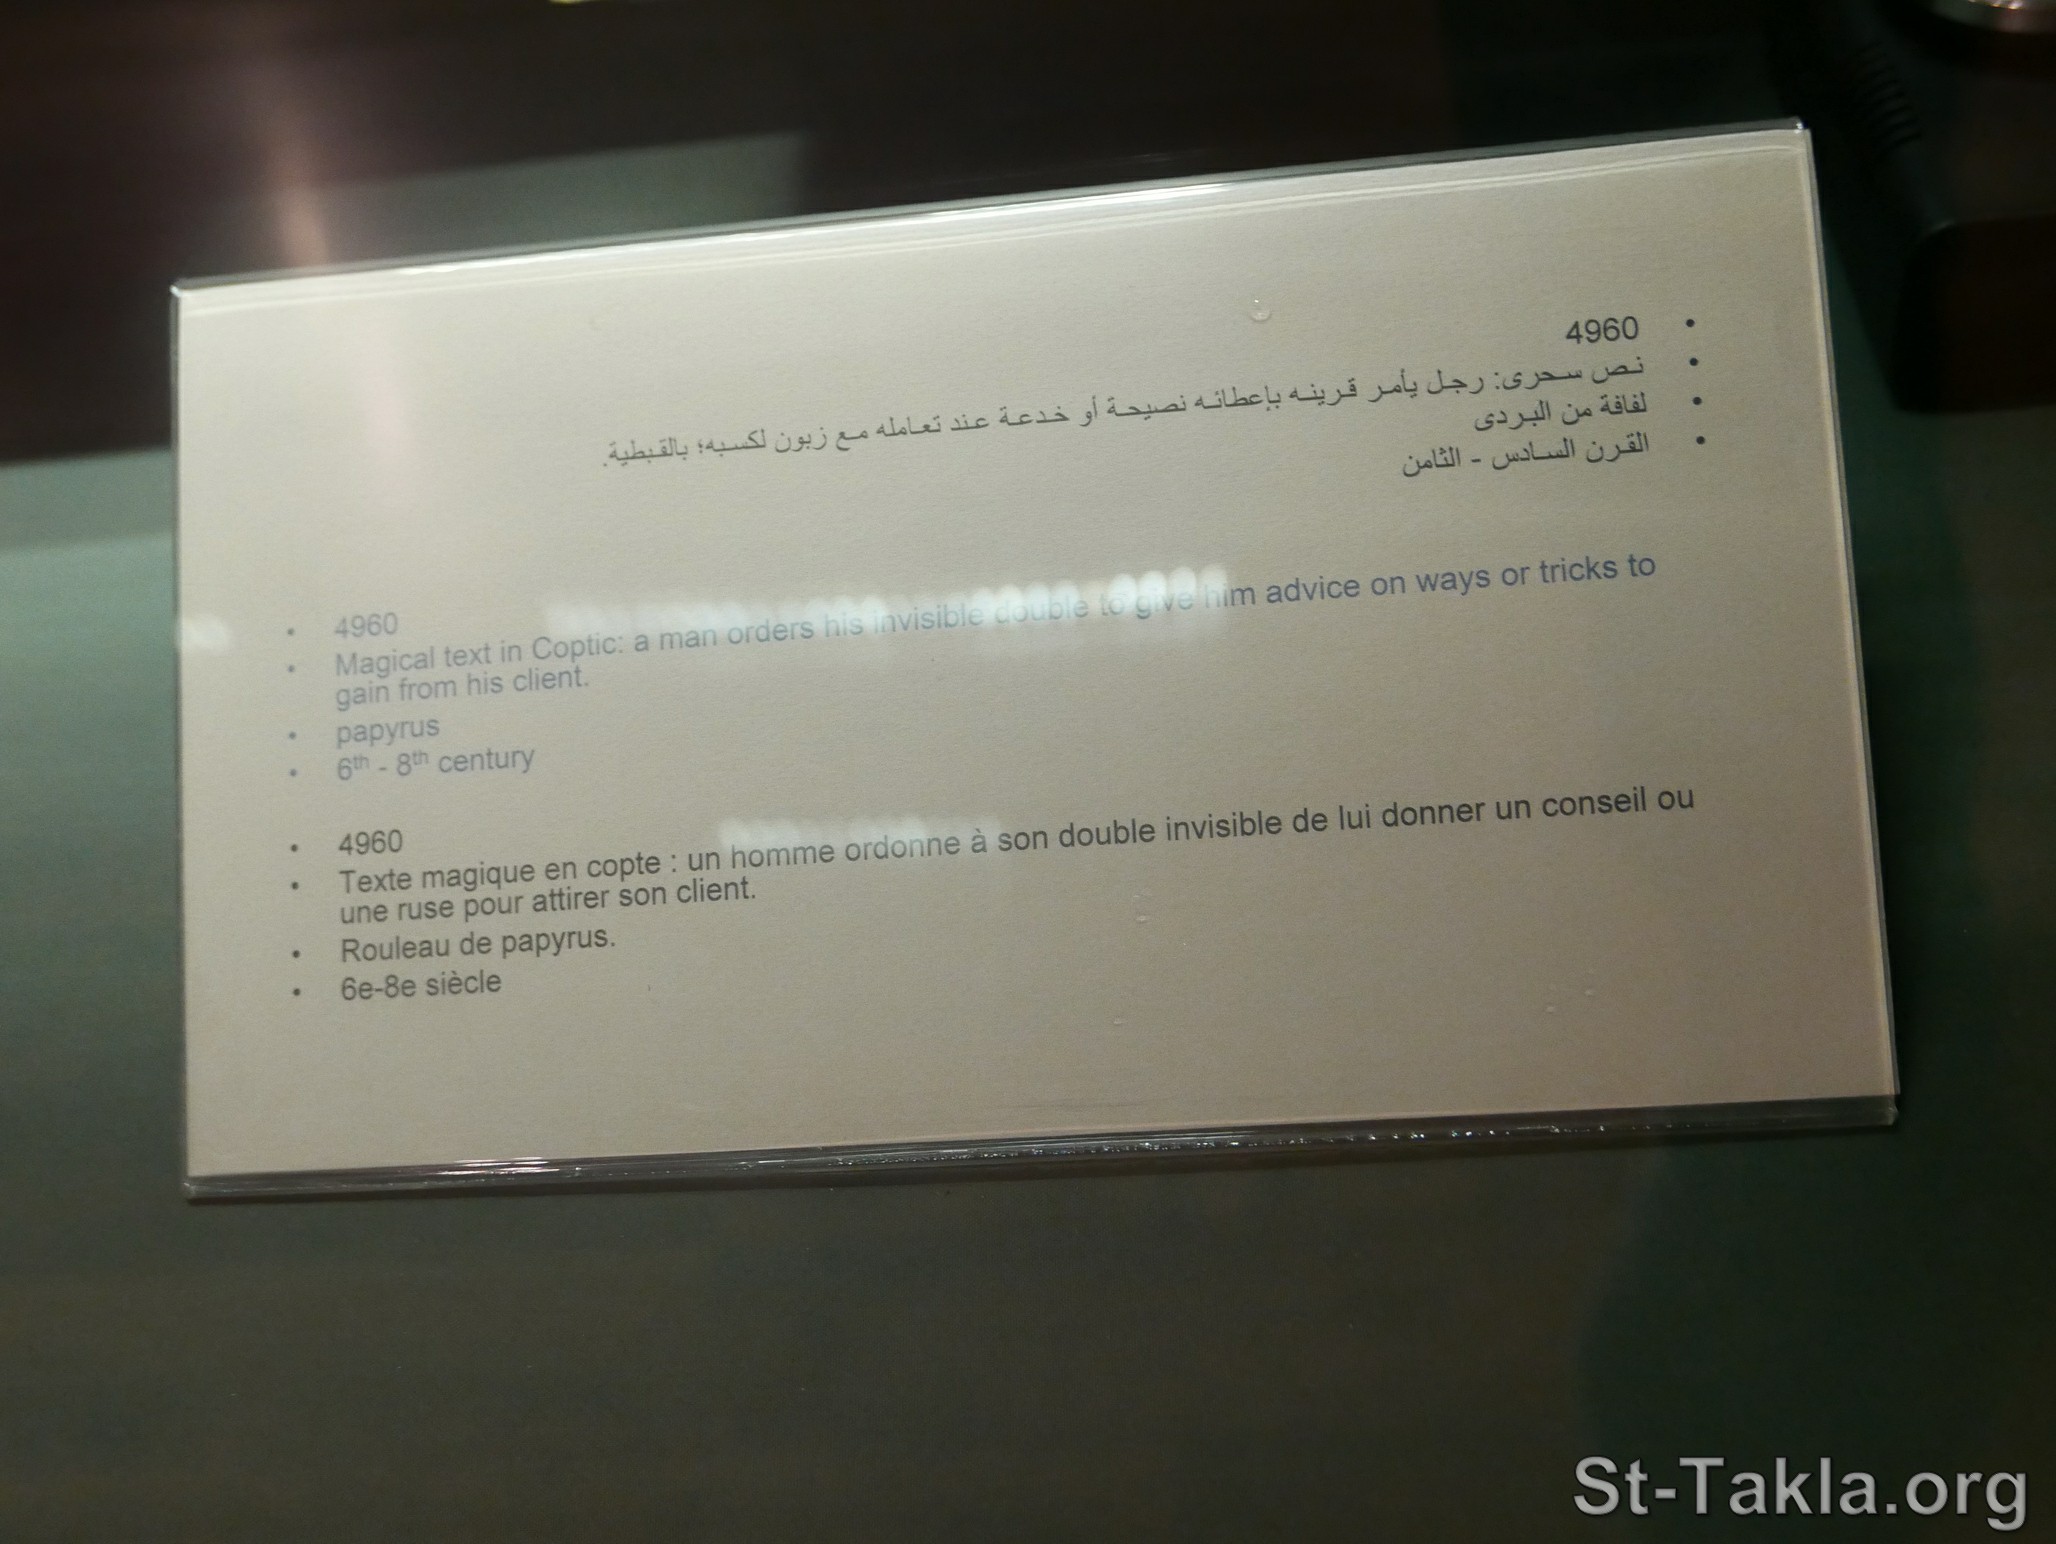 • 4960
• نص سحرى: رجل يأمر قرينه بإعطائه نصيحة أو خدعة عند تعامله مع زبون لكسبه؛ بالقبطية.
• لفافة من البردى
• القرن السادس - الثامن
• 4960
• Magical text in Coptic: a man orders his invisible double to give him advice on ways or tricks to
gain from his client.
• papyrus
• 6th - 8th century
• 4960
• Texte magique en copte : un homme ordonne à son double invisible de lui donner un conseil ou
une ruse pour attirer son client.
• Rouleau de papyrus.
• 6e-8e siècle
St-Takla.org